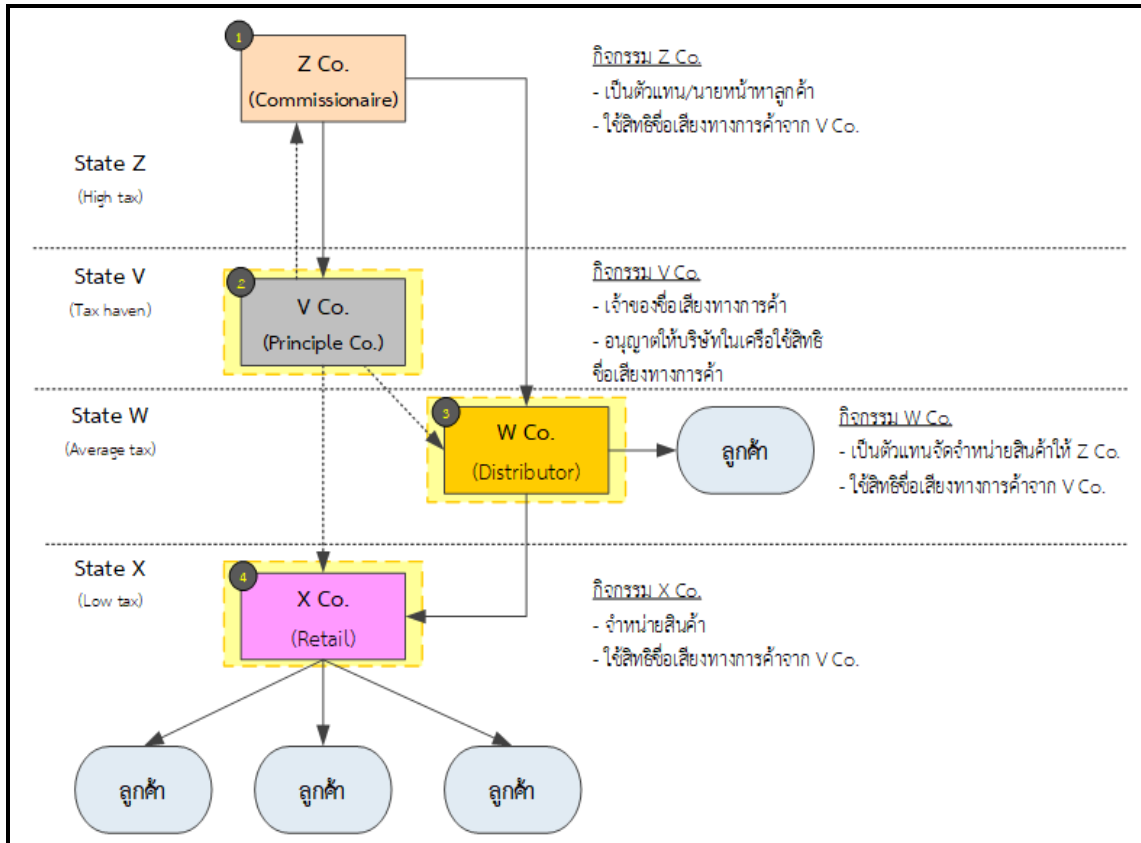 1
Z Co.
(Commissionaire)
กิจกรรม Z Co.
- เป็นตัวแทน/นายหน้าหาลูกค้า
- ใช้สิทธิชื่อเสียงทางการค้าจาก V Co.
State Z
(High tax)
State V
(Tax haven)
2
V Co.
(Principle Co.)
กิจกรรม V Co.
- เจ้าของชื่อเสียงทางการค้า
- อนุญาตให้บริษัทในเครือใช้สิทธิ
ชื่อเสียงทางการค้า
State W
(Average tax)
3
W Co.
(Distributor)
ลูกค้า
กิจกรรม W Co.
- เป็นตัวแทนจัดจำหน่ายสินค้าให้ Z Co.
- ใช้สิทธิชื่อเสียงทางการค้าจาก V Co.
State X
(Low tax)
4
X Co.
(Retail)
กิจกรรม X Co.
- จำหน่ายสินค้า
- ใช้สิทธิชื่อเสียงทางการค้าจาก V Co.
ลูกค้า
ลูกค้า
ลูกค้า